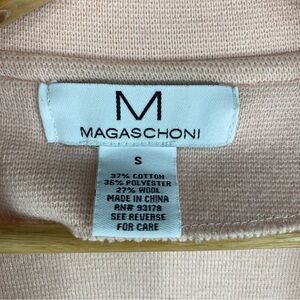 M
MAGASCHONI
S
37% COTTON
36% POLYESTER
27% WOOL
MADE IN CHINA
RN# 93178
SEE REVERSE
FOR CARE